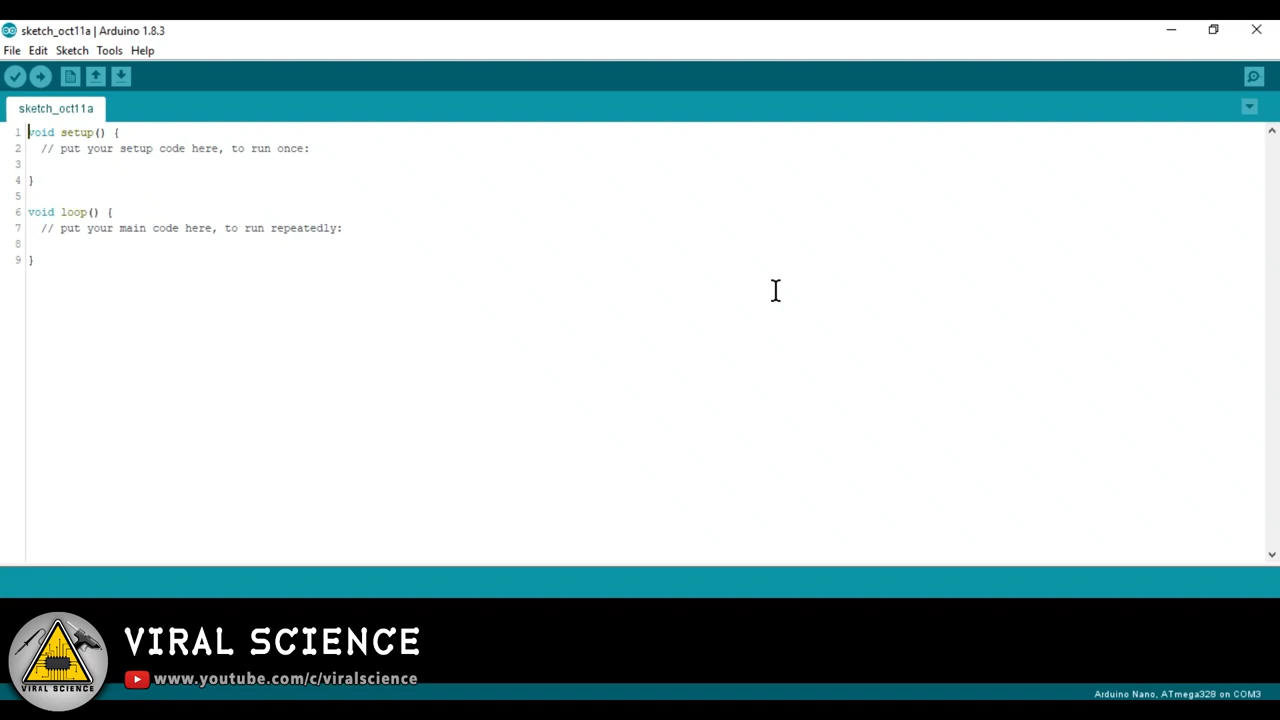 sketch_oct11a | Arduino 1.8.3
File Edit Sketch Tools Help
sketch_oct11a
1 void setup() {
2   // put your setup code here, to run once:
3
4 }
5
6 void loop() {
7   // put your main code here, to run repeatedly:
8
9 }
VIRAL SCIENCE
VIRAL SCIENCE
www.youtube.com/c/viralscience
Arduino Nano, ATmega328 on COM3